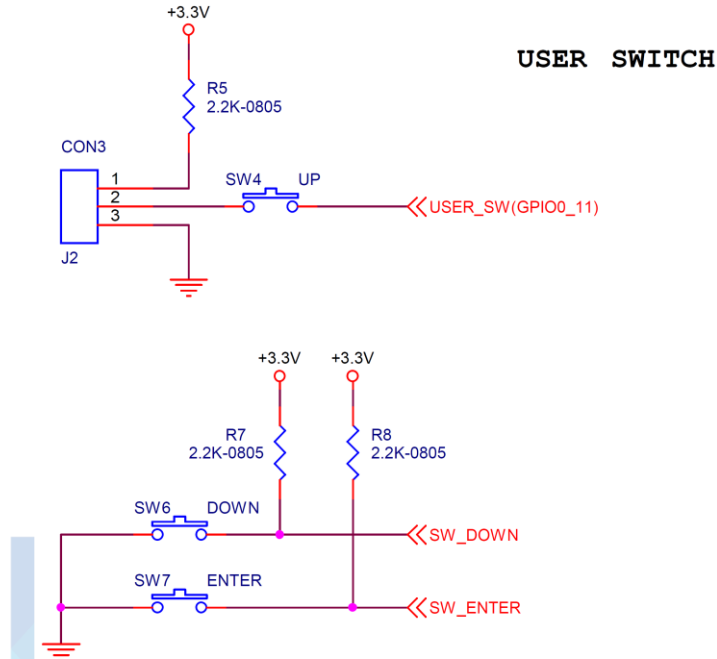 +3.3V
USER SWITCH
R5
2.2K-0805
CON3
1
2
3
SW4 UP
USER_SW(GPIO0_11)
J2
+3.3V +3.3V
R7 R8
2.2K-0805 2.2K-0805
SW6 DOWN
SW_DOWN
SW7 ENTER
SW_ENTER